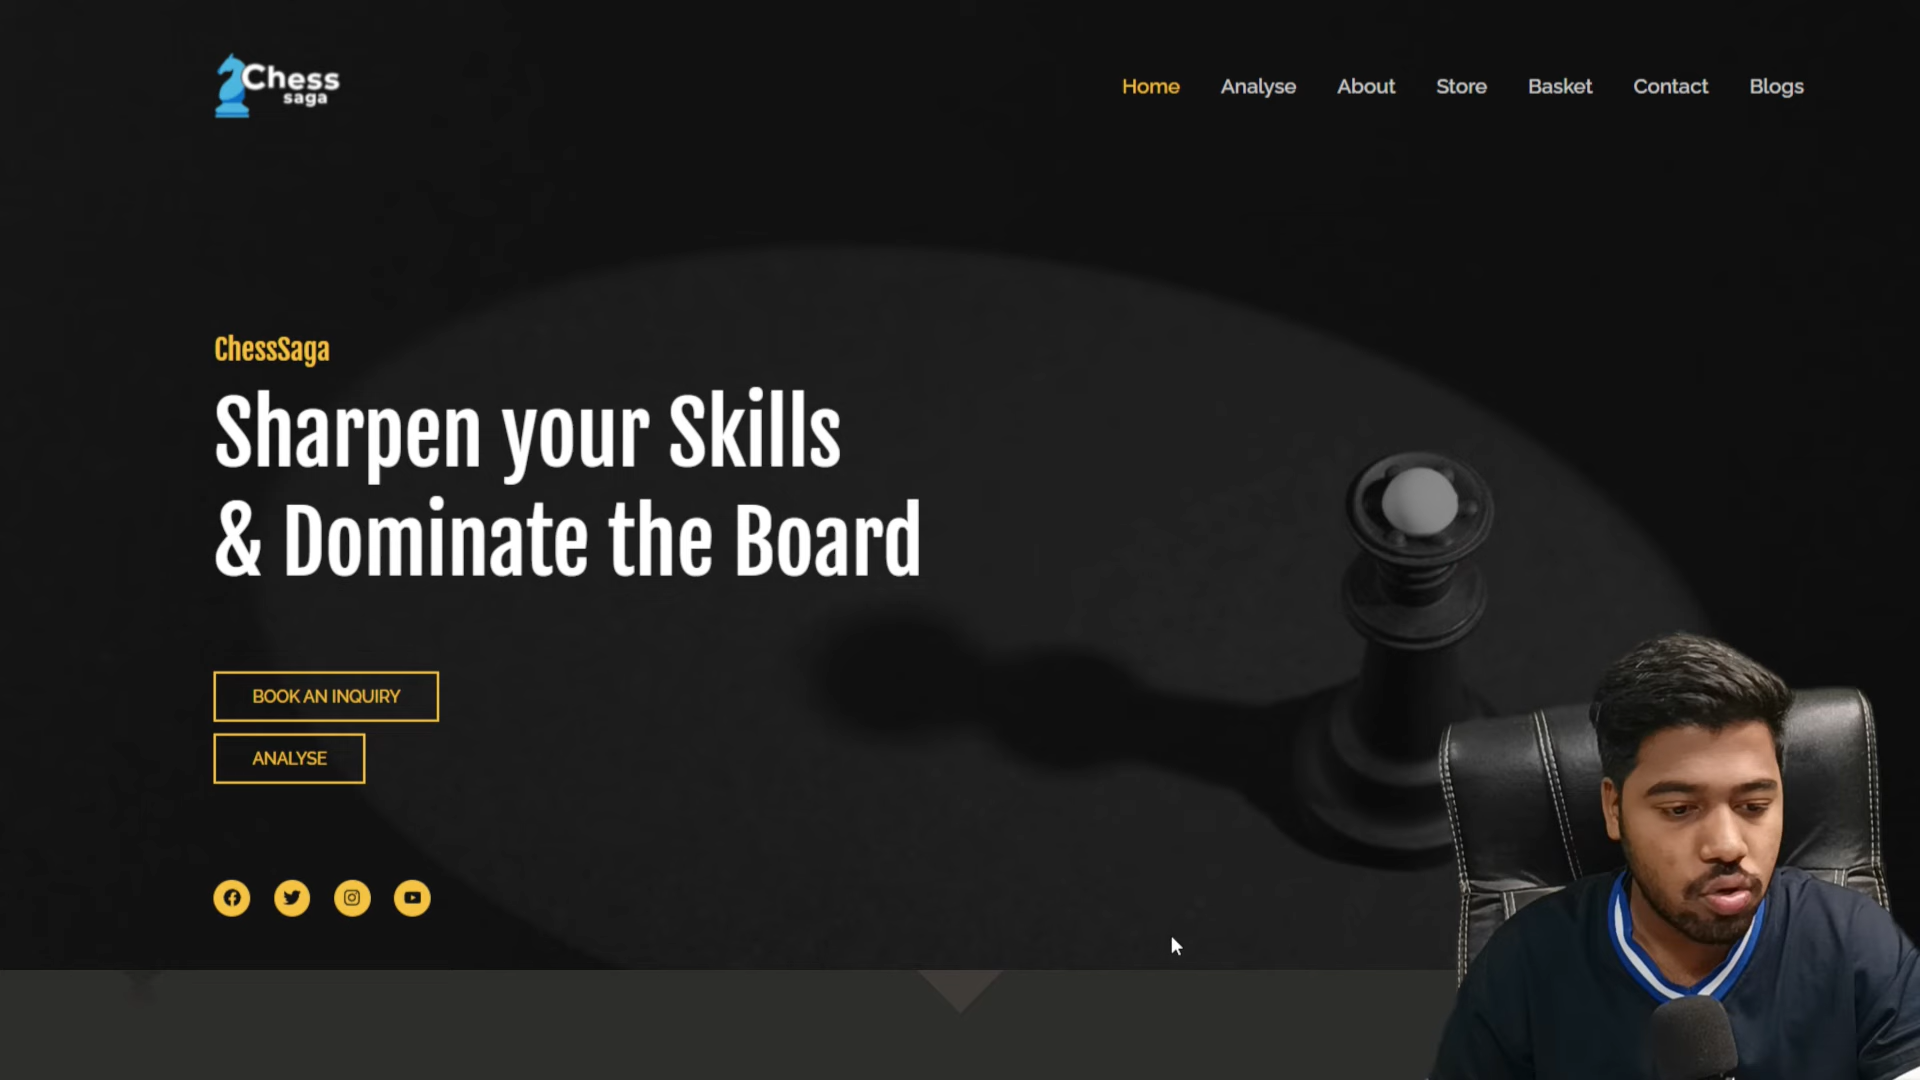 Chess
saga
Home Analyse About Store Basket Contact Blogs
ChessSaga
Sharpen your Skills
& Dominate the Board
BOOK AN INQUIRY
ANALYSE